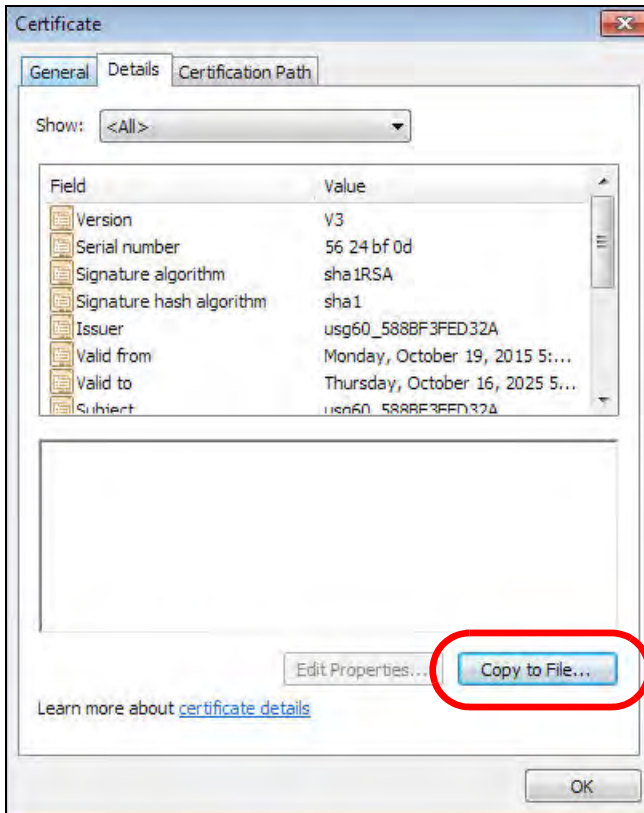 Certificate
General Details Certification Path
Show: <All>
Field Value
Version V3
Serial number 56 24 bf 0d
Signature algorithm sha1RSA
Signature hash algorithm sha1
Issuer usg60_588BF3FED32A
Valid from Monday, October 19, 2015 5:...
Valid to Thursday, October 16, 2025 5...
Subject usg60_588BF3FED32A
Edit Properties... Copy to File...
Learn more about certificate details
OK